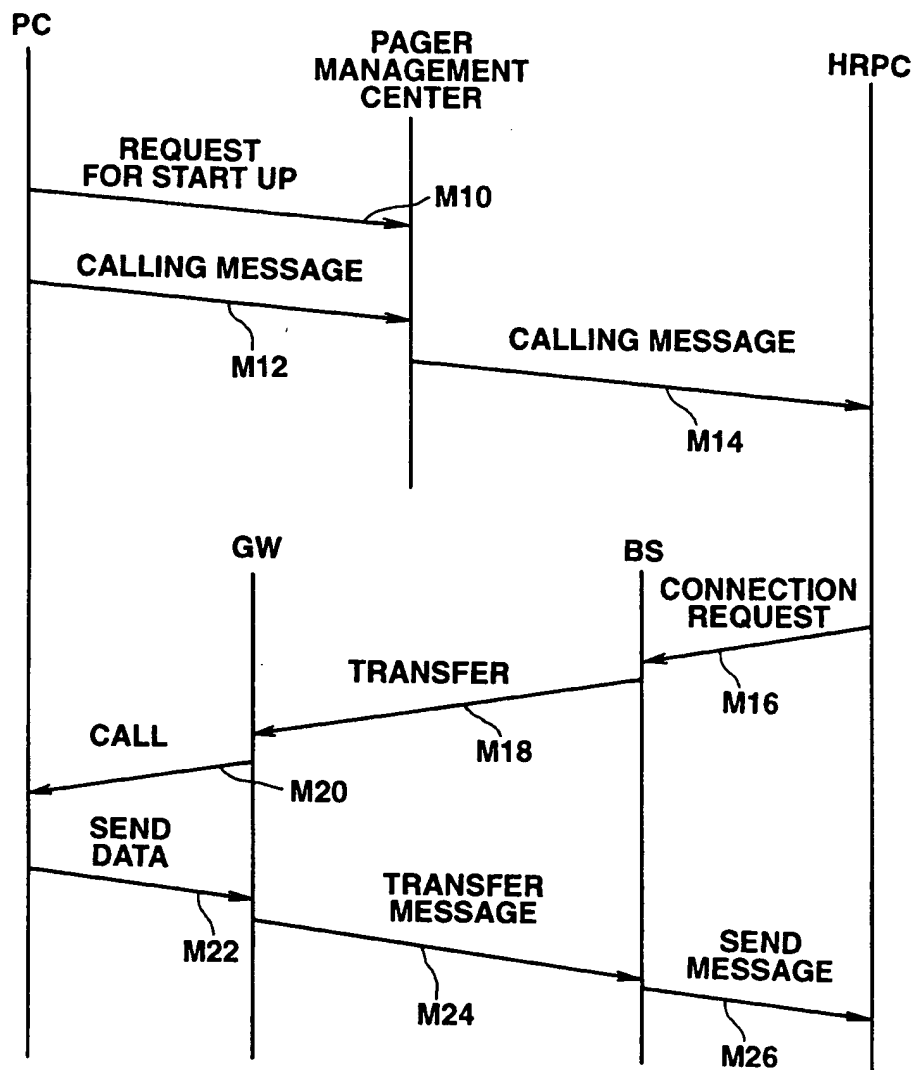 PC
PAGER
MANAGEMENT
CENTER
HRPC
REQUEST
FOR START UP
M10
CALLING MESSAGE
M12
CALLING MESSAGE
M14
GW
BS
CONNECTION
REQUEST
M16
TRANSFER
M18
CALL
M20
SEND
DATA
M22
TRANSFER
MESSAGE
M24
SEND
MESSAGE
M26